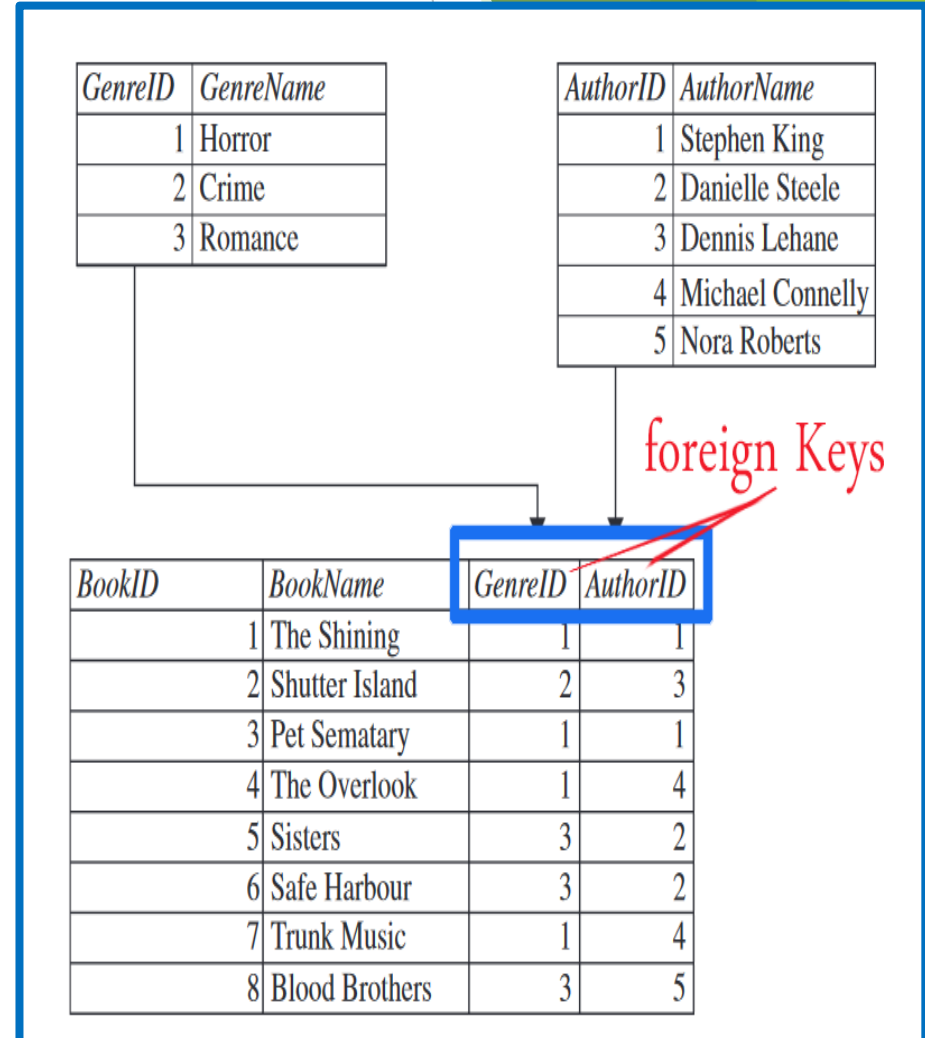 GenreID GenreName
1 Horror
2 Crime
3 Romance
AuthorID AuthorName
1 Stephen King
2 Danielle Steele
3 Dennis Lehane
4 Michael Connelly
5 Nora Roberts
foreign Keys
BookID BookName GenreID AuthorID
1 The Shining 1 1
2 Shutter Island 2 3
3 Pet Sematary 1 1
4 The Overlook 1 4
5 Sisters 3 2
6 Safe Harbour 3 2
7 Trunk Music 1 4
8 Blood Brothers 3 5